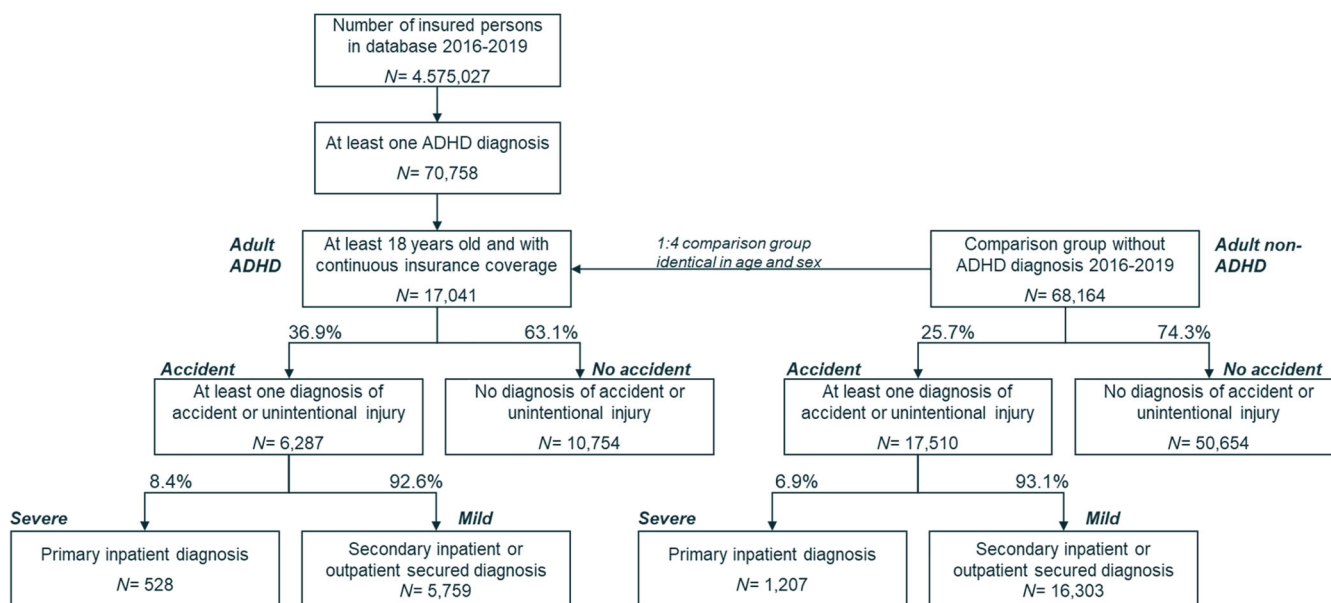 Number of insured persons
in database 2016-2019
N= 4.575,027
At least one ADHD diagnosis
N= 70,758
Adult
ADHD
At least 18 years old and with
continuous insurance coverage
N= 17,041
1:4 comparison group
identical in age and sex
Comparison group without
ADHD diagnosis 2016-2019
N= 68,164
Adult non-
ADHD
36.9%
63.1%
25.7%
74.3%
Accident
No accident
Accident
No accident
At least one diagnosis of
accident or unintentional injury
N= 6,287
No diagnosis of accident or
unintentional injury
N= 10,754
At least one diagnosis of
accident or unintentional injury
N= 17,510
No diagnosis of accident or
unintentional injury
N= 50,654
8.4%
92.6%
6.9%
93.1%
Severe
Mild
Severe
Mild
Primary inpatient diagnosis
N= 528
Secondary inpatient or
outpatient secured diagnosis
N= 5,759
Primary inpatient diagnosis
N= 1,207
Secondary inpatient or
outpatient secured diagnosis
N= 16,303